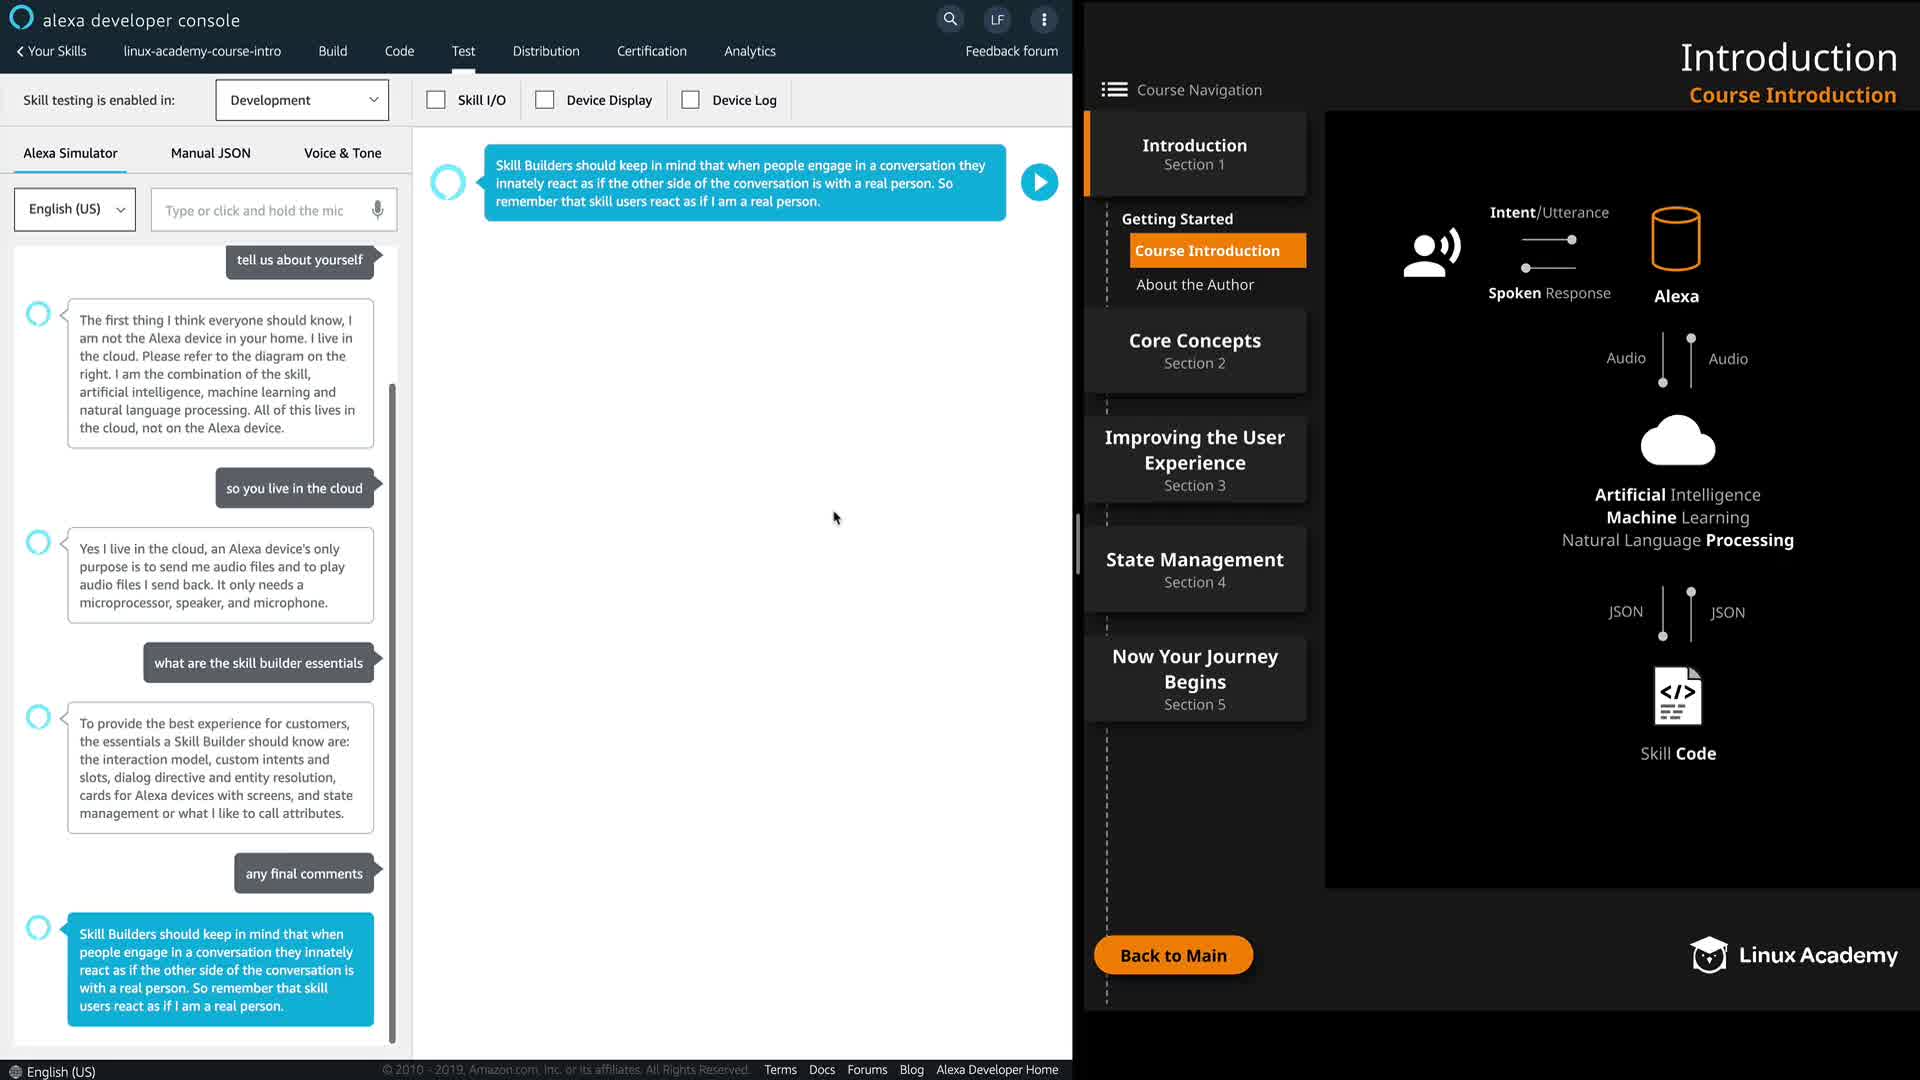 alexa developer console
LF
Your Skills
linux-academy-course-intro
Build
Code
Test
Distribution
Certification
Analytics
Feedback forum
Skill testing is enabled in:
Development
Skill I/O
Device Display
Device Log
Alexa Simulator
Manual JSON
Voice & Tone
English (US)
Type or click and hold the mic
tell us about yourself
The first thing I think everyone should know, I
am not the Alexa device in your home. I live in
the cloud. Please refer to the diagram on the
right. I am the combination of the skill,
artificial intelligence, machine learning and
natural language processing. All of this lives in
the cloud, not on the Alexa device.
so you live in the cloud
Yes I live in the cloud, an Alexa device's only
purpose is to send me audio files and to play
audio files I send back. It only needs a
microprocessor, speaker, and microphone.
what are the skill builder essentials
To provide the best experience for customers,
the essentials a Skill Builder should know are:
the interaction model, custom intents and
slots, dialog directive and entity resolution,
cards for Alexa devices with screens, and state
management or what I like to call attributes.
any final comments
Skill Builders should keep in mind that when
people engage in a conversation they innately
react as if the other side of the conversation is
with a real person. So remember that skill
users react as if I am a real person.
Skill Builders should keep in mind that when people engage in a conversation they
innately react as if the other side of the conversation is with a real person. So
remember that skill users react as if I am a real person.
English (US)
© 2010 - 2019, Amazon.com, Inc. or its affiliates. All Rights Reserved.
Terms
Docs
Forums
Blog
Alexa Developer Home
Introduction
Course Introduction
Course Navigation
Introduction
Section 1
Getting Started
Course Introduction
About the Author
Core Concepts
Section 2
Improving the User
Experience
Section 3
State Management
Section 4
Now Your Journey
Begins
Section 5
Back to Main
Intent/Utterance
Spoken Response
Alexa
Audio
Audio
Artificial Intelligence
Machine Learning
Natural Language Processing
JSON
JSON
</>
Skill Code
Linux Academy